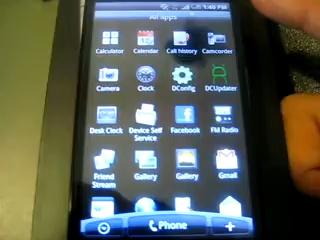 1:40 PM
All apps
Calculator Calendar Call history Camcorder
Camera Clock DConfig DCUpdater
Desk Clock Device Self Service Facebook FM Radio
Friend Stream Gallery Gallery Gmail
Phone